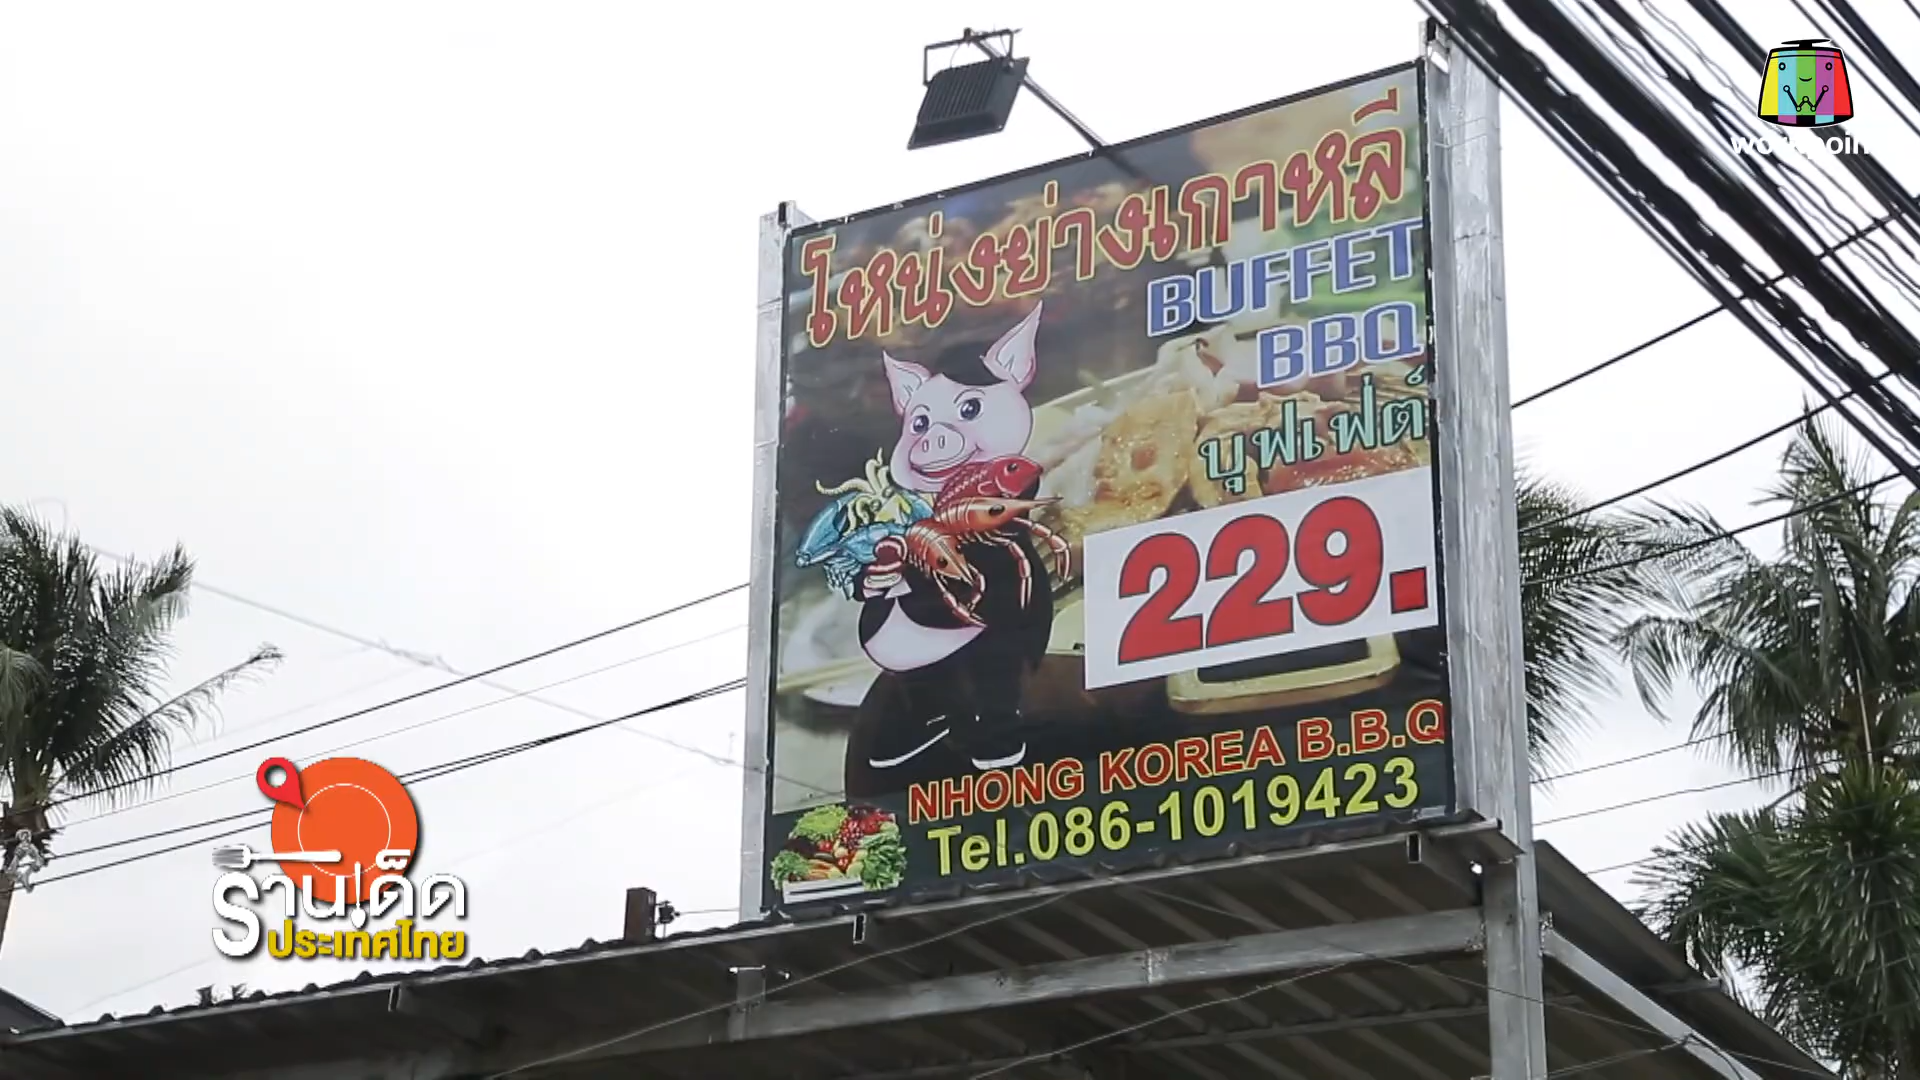 workpoin
โหน่งย่างเกาหลี
BUFFET
BBQ
บุฟเฟ่ต์
229.
NHONG KOREA B.B.Q
Tel.086-1019423
ร้านเด็ด
ประเทศไทย